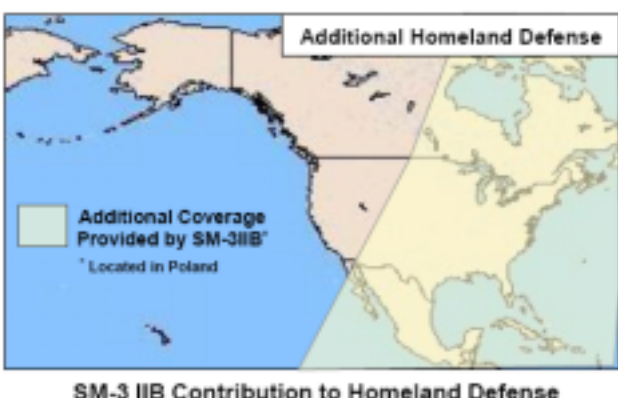 Additional Homeland Defense
Additional Coverage
Provided by SM-3IIB*
* Located in Poland
SM-3 IIB Contribution to Homeland Defense